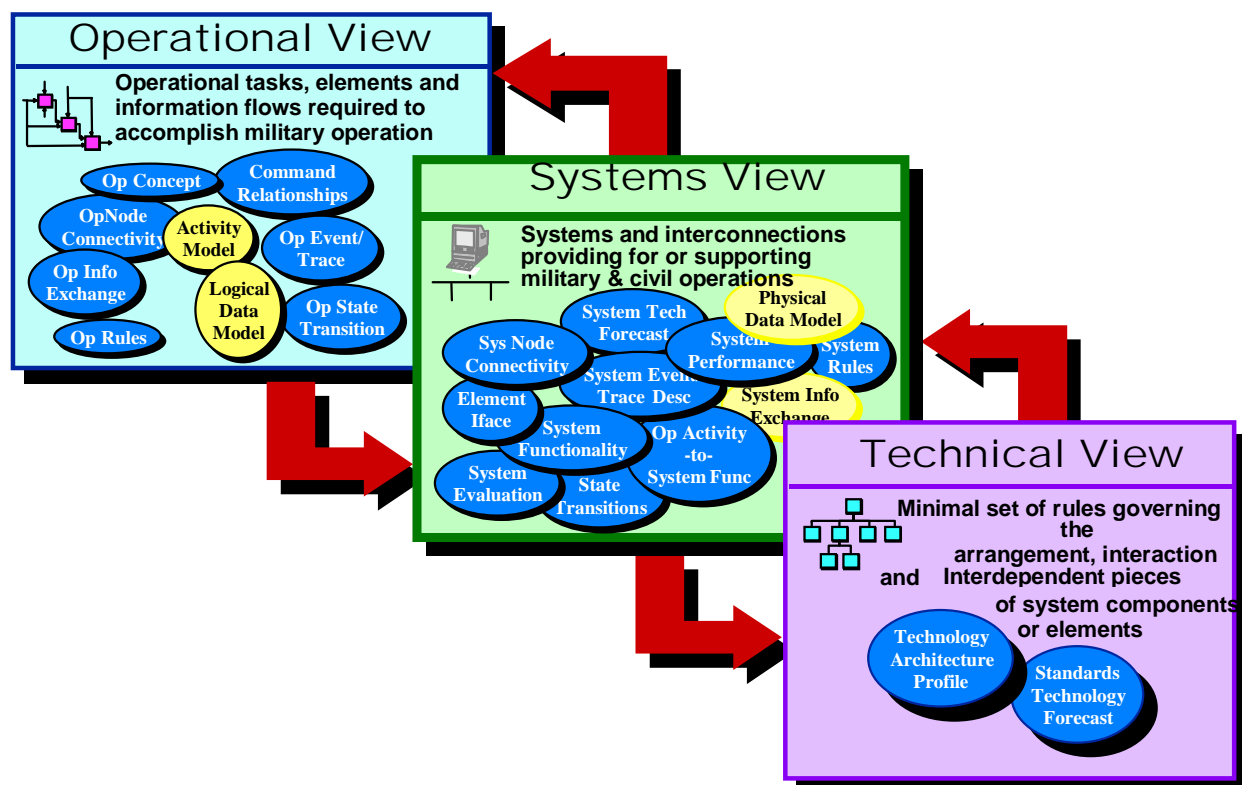 Operational View
Operational tasks, elements and
information flows required to
accomplish military operation
Op Concept
Command
Relationships
OpNode
Connectivity
Activity
Model
Op Event/
Trace
Op Info
Exchange
Logical
Data
Model
Op State
Transition
Op Rules
Systems View
Systems and interconnections
providing for or supporting
military & civil operations
Physical
Data Model
System Tech
Forecast
Sys Node
Connectivity
System
Performance
System
Rules
System Event
Trace Desc
System Info
Exchange
Element
Iface
System
Functionality
Op Activity
-to-
System Func
System
Evaluation
State
Transitions
Technical View
Minimal set of rules governing
the
arrangement, interaction
and Interdependent pieces
of system components
or elements
Technology
Architecture
Profile
Standards
Technology
Forecast